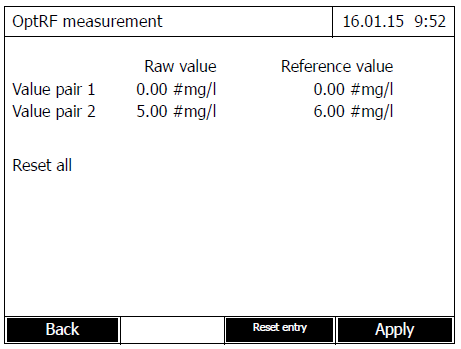 OptRF measurement 16.01.15 9:52
Raw value Reference value
Value pair 1 0.00 #mg/l 0.00 #mg/l
Value pair 2 5.00 #mg/l 6.00 #mg/l
Reset all
Back Reset entry Apply